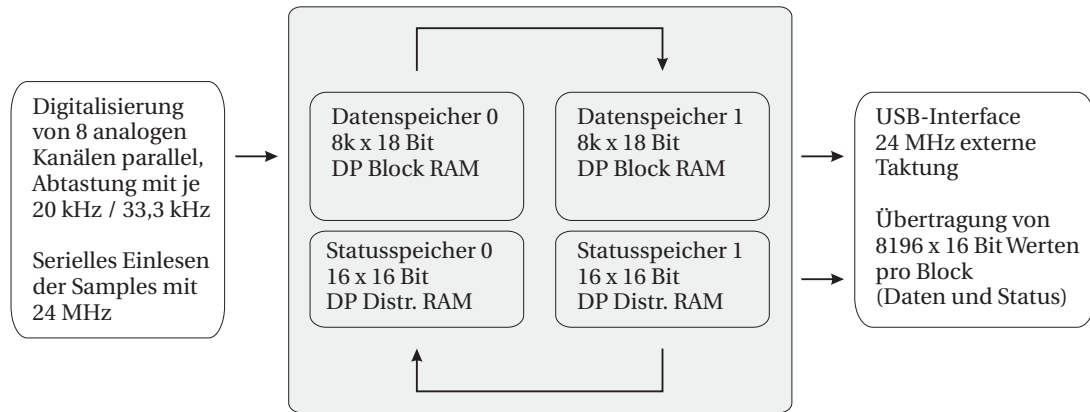 Digitalisierung
von 8 analogen
Kanälen parallel,
Abtastung mit je
20 kHz / 33,3 kHz
Serielles Einlesen
der Samples mit
24 MHz
Datenspeicher 0
8k x 18 Bit
DP Block RAM
Datenspeicher 1
8k x 18 Bit
DP Block RAM
Statusspeicher 0
16 x 16 Bit
DP Distr. RAM
Statusspeicher 1
16 x 16 Bit
DP Distr. RAM
USB-Interface
24 MHz externe
Taktung
Übertragung von
8196 x 16 Bit Werten
pro Block
(Daten und Status)